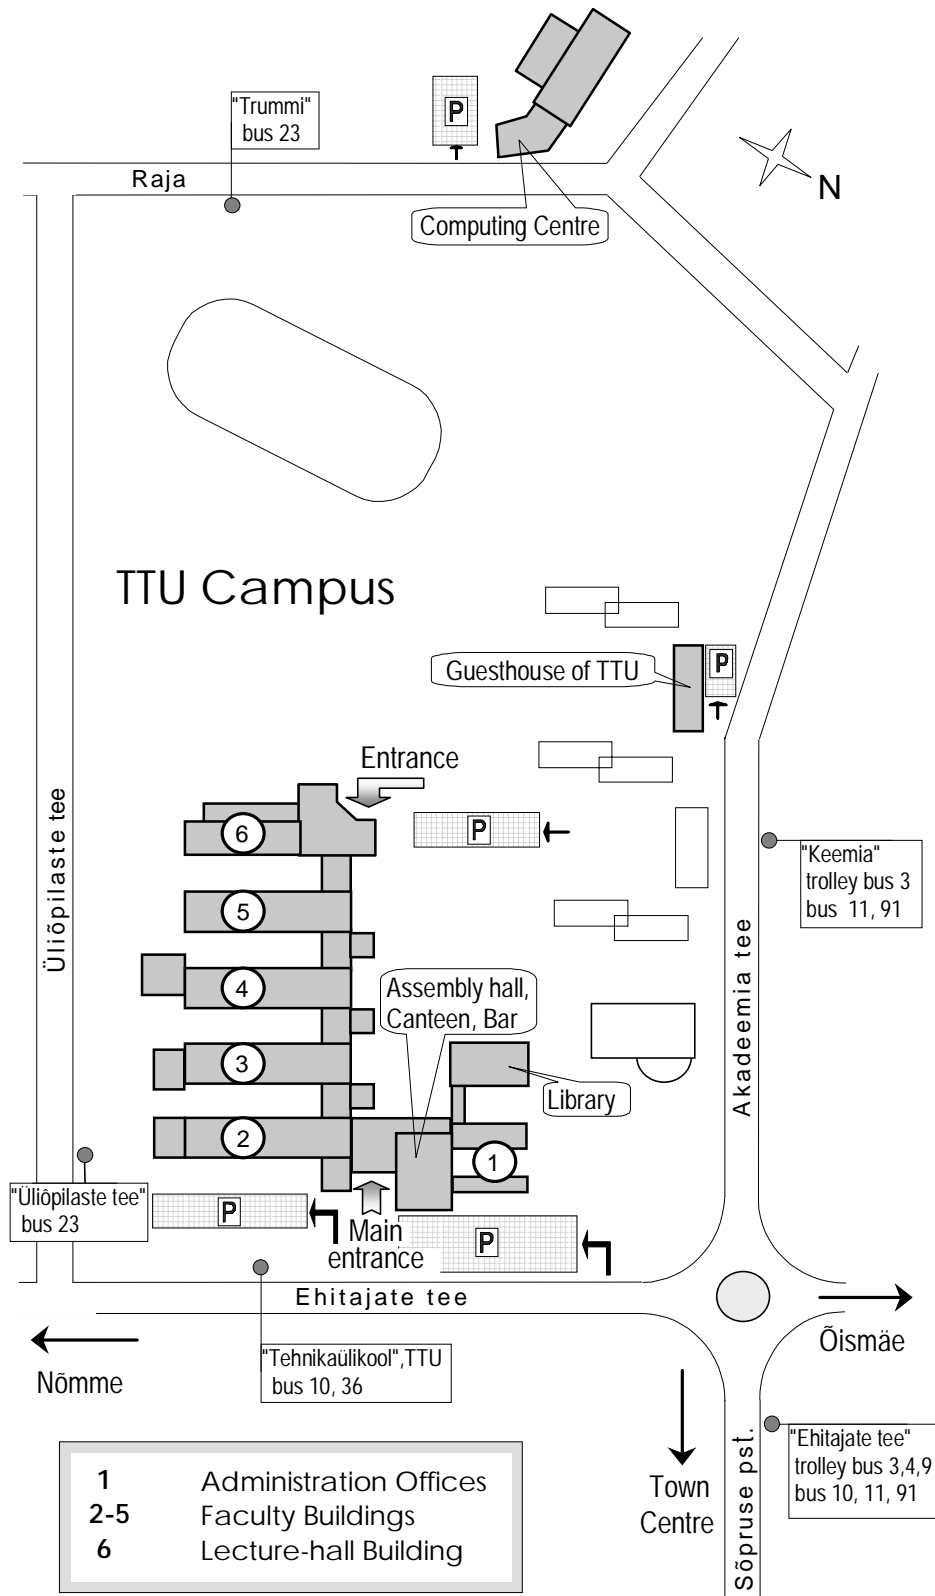 "Trummi"
bus 23
P
Raja
N
Computing Centre
TTU Campus
Guesthouse of TTU
P
Entrance
6
P
Üliôpilaste tee
"Keemia"
trolley bus 3
bus 11, 91
5
4
Assembly hall,
Canteen, Bar
Akadeemia tee
3
Library
2
1
"Üliôpilaste tee"
bus 23
P
Main
entrance
P
Ehitajate tee
Nõmme
Õismäe
"Tehnikaülikool",TTU
bus 10, 36
Town
Centre
Sôpruse pst.
"Ehitajate tee"
trolley bus 3,4,9
bus 10, 11, 91
1 Administration Offices
2-5 Faculty Buildings
6 Lecture-hall Building